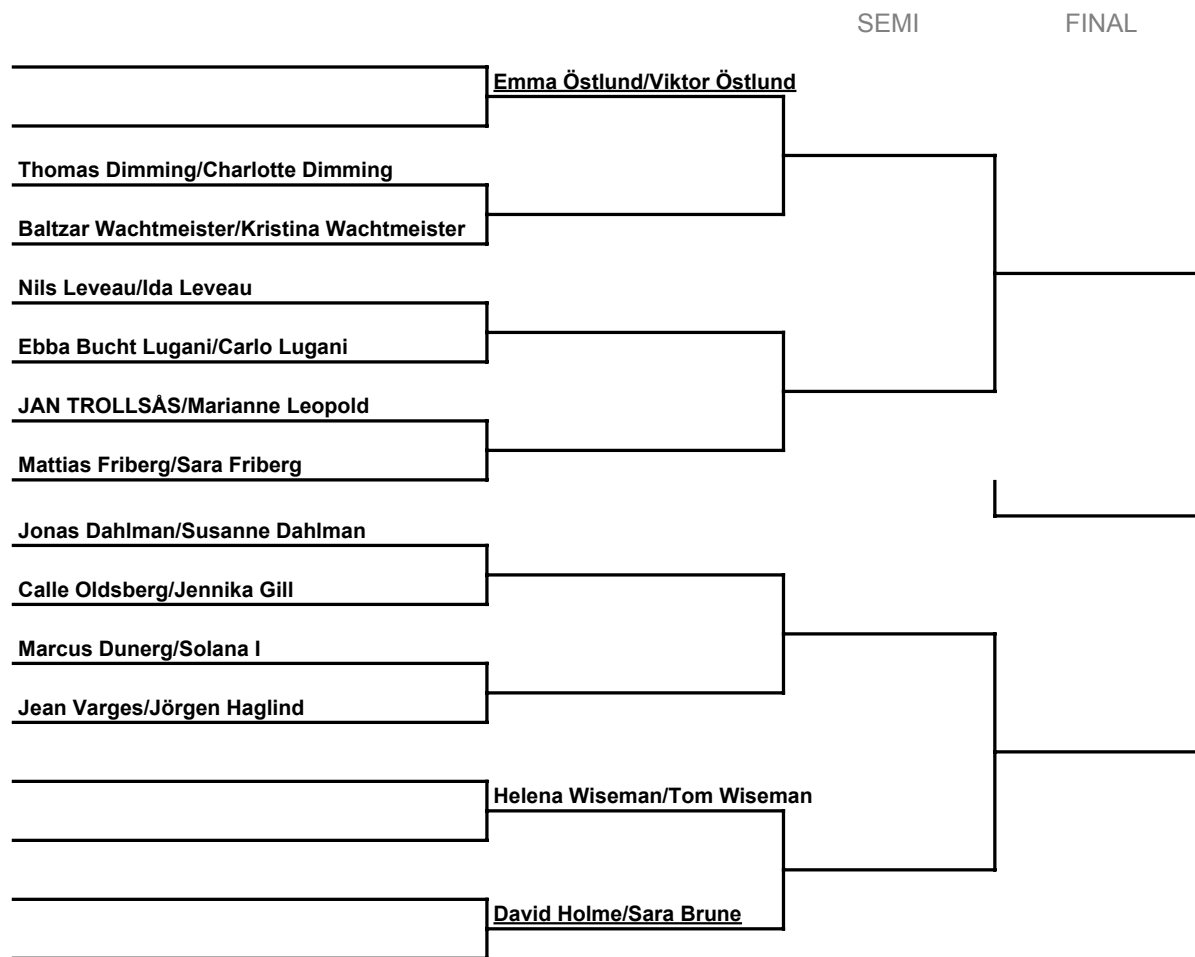 SEMI FINAL
Emma Östlund/Viktor Östlund
Thomas Dimming/Charlotte Dimming
Baltzar Wachtmeister/Kristina Wachtmeister
Nils Leveau/Ida Leveau
Ebba Bucht Lugani/Carlo Lugani
JAN TROLLSÅS/Marianne Leopold
Mattias Friberg/Sara Friberg
Jonas Dahlman/Susanne Dahlman
Calle Oldsberg/Jennika Gill
Marcus Dunerg/Solana I
Jean Varges/Jörgen Haglind
Helena Wiseman/Tom Wiseman
David Holme/Sara Brune